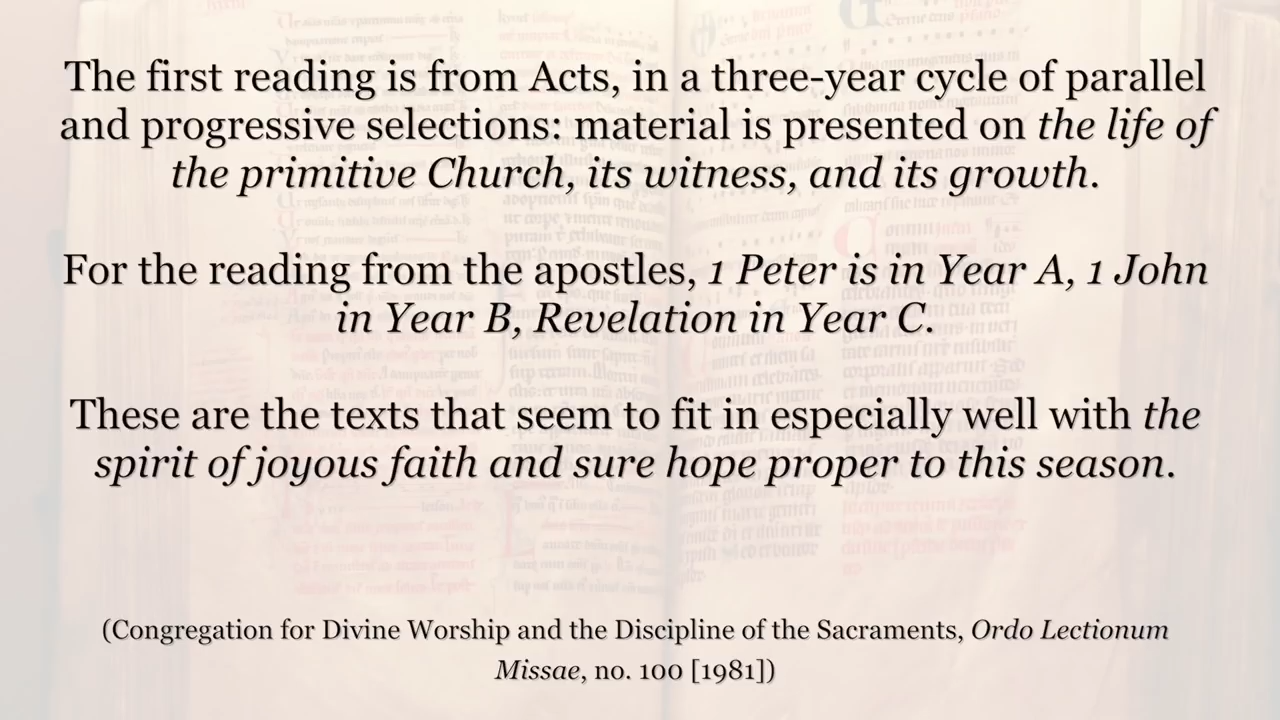 The first reading is from Acts, in a three-year cycle of parallel
and progressive selections: material is presented on the life of
the primitive Church, its witness, and its growth.
For the reading from the apostles, 1 Peter is in Year A, 1 John
in Year B, Revelation in Year C.
These are the texts that seem to fit in especially well with the
spirit of joyous faith and sure hope proper to this season.
(Congregation for Divine Worship and the Discipline of the Sacraments, Ordo Lectionum
Missae, no. 100 [1981])